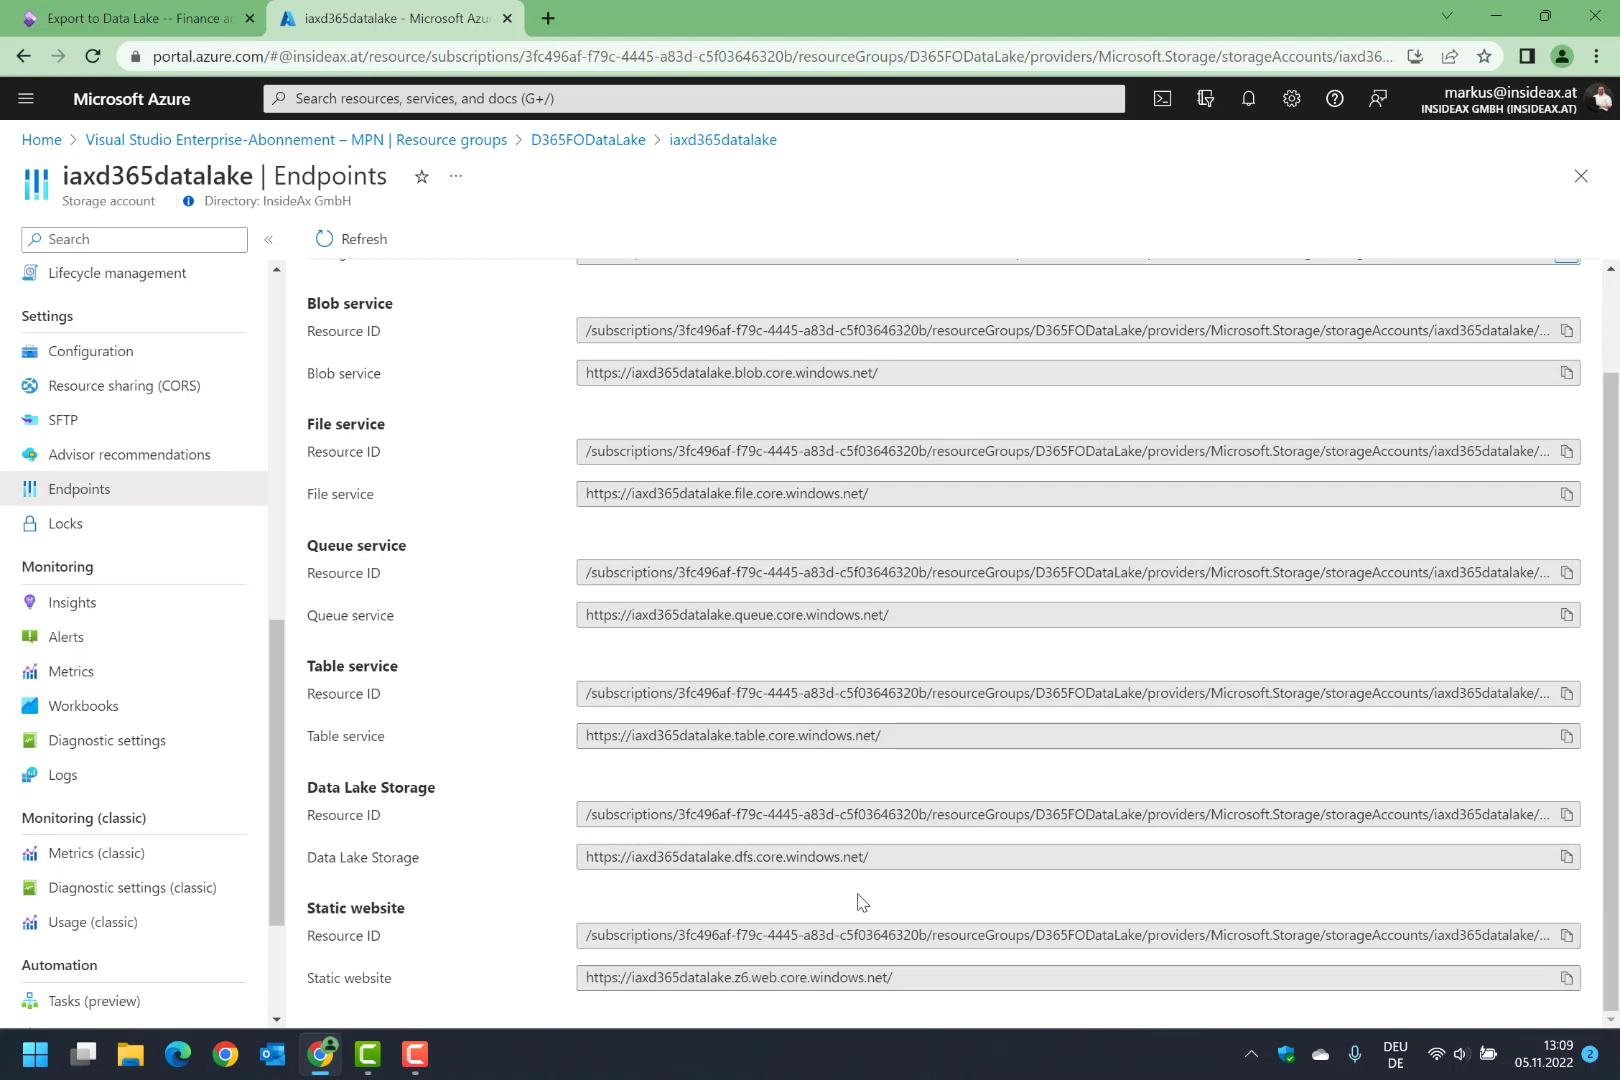 Export to Data Lake -- Finance ar
iaxd365datalake - Microsoft Azu
portal.azure.com/#@insideax.at/resource/subscriptions/3fc496af-f79c-4445-a83d-c5f03646320b/resourceGroups/D365FODataLake/providers/Microsoft.Storage/storageAccounts/iaxd36...
Microsoft Azure
Search resources, services, and docs (G+/)
markus@insideax.at
INSIDEAX GMBH (INSIDEAX.AT)
Home > Visual Studio Enterprise-Abonnement – MPN | Resource groups > D365FODataLake > iaxd365datalake
iaxd365datalake | Endpoints
Storage account
Directory: InsideAx GmbH
Search
«
Refresh
Lifecycle management
Settings
Configuration
Resource sharing (CORS)
SFTP
Advisor recommendations
Endpoints
Locks
Monitoring
Insights
Alerts
Metrics
Workbooks
Diagnostic settings
Logs
Monitoring (classic)
Metrics (classic)
Diagnostic settings (classic)
Usage (classic)
Automation
Tasks (preview)
Blob service
Resource ID
/subscriptions/3fc496af-f79c-4445-a83d-c5f03646320b/resourceGroups/D365FODataLake/providers/Microsoft.Storage/storageAccounts/iaxd365datalake/...
Blob service
https://iaxd365datalake.blob.core.windows.net/
File service
Resource ID
/subscriptions/3fc496af-f79c-4445-a83d-c5f03646320b/resourceGroups/D365FODataLake/providers/Microsoft.Storage/storageAccounts/iaxd365datalake/...
File service
https://iaxd365datalake.file.core.windows.net/
Queue service
Resource ID
/subscriptions/3fc496af-f79c-4445-a83d-c5f03646320b/resourceGroups/D365FODataLake/providers/Microsoft.Storage/storageAccounts/iaxd365datalake/...
Queue service
https://iaxd365datalake.queue.core.windows.net/
Table service
Resource ID
/subscriptions/3fc496af-f79c-4445-a83d-c5f03646320b/resourceGroups/D365FODataLake/providers/Microsoft.Storage/storageAccounts/iaxd365datalake/...
Table service
https://iaxd365datalake.table.core.windows.net/
Data Lake Storage
Resource ID
/subscriptions/3fc496af-f79c-4445-a83d-c5f03646320b/resourceGroups/D365FODataLake/providers/Microsoft.Storage/storageAccounts/iaxd365datalake/...
Data Lake Storage
https://iaxd365datalake.dfs.core.windows.net/
Static website
Resource ID
/subscriptions/3fc496af-f79c-4445-a83d-c5f03646320b/resourceGroups/D365FODataLake/providers/Microsoft.Storage/storageAccounts/iaxd365datalake/...
Static website
https://iaxd365datalake.z6.web.core.windows.net/
DEU
DE
13:09
05.11.2022
2